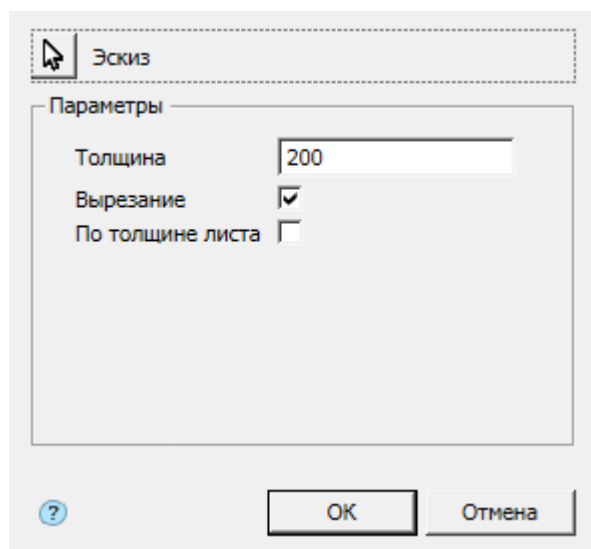 Эскиз
Параметры
Толщина 200
Вырезание
По толщине листа
?
OK Отмена